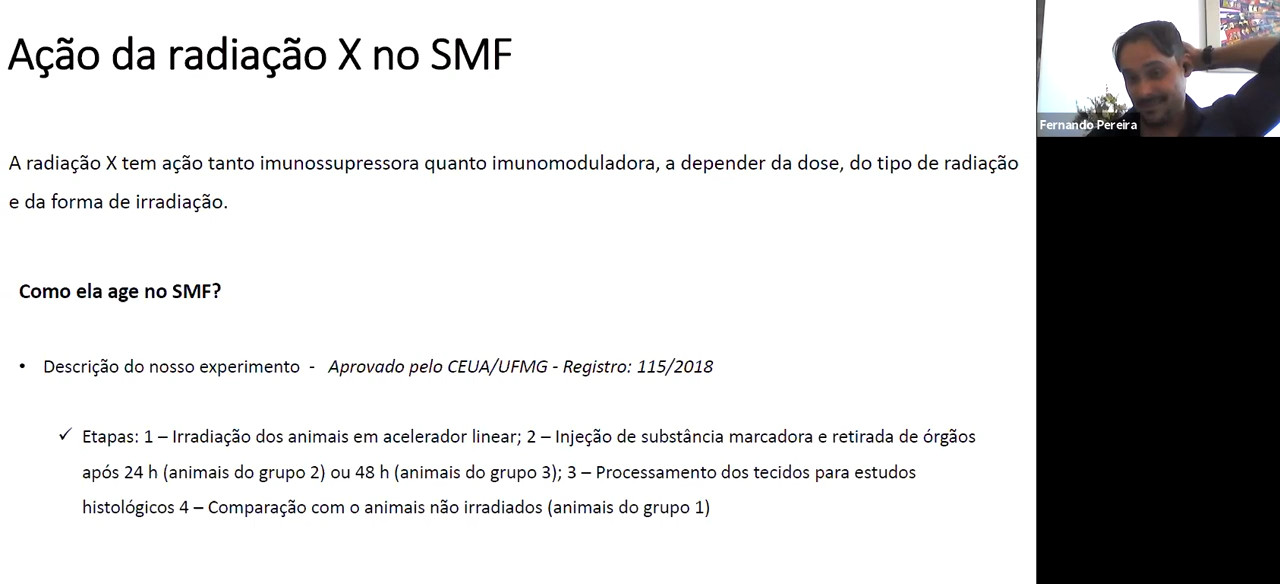 Ação da radiação X no SMF
A radiação X tem ação tanto imunossupressora quanto imunomoduladora, a depender da dose, do tipo de radiação
e da forma de irradiação.
Como ela age no SMF?
• Descrição do nosso experimento - Aprovado pelo CEUA/UFMG - Registro: 115/2018
✓ Etapas: 1 – Irradiação dos animais em acelerador linear; 2 – Injeção de substância marcadora e retirada de órgãos
após 24 h (animais do grupo 2) ou 48 h (animais do grupo 3); 3 – Processamento dos tecidos para estudos
histológicos 4 – Comparação com o animais não irradiados (animais do grupo 1)
Fernando Pereira